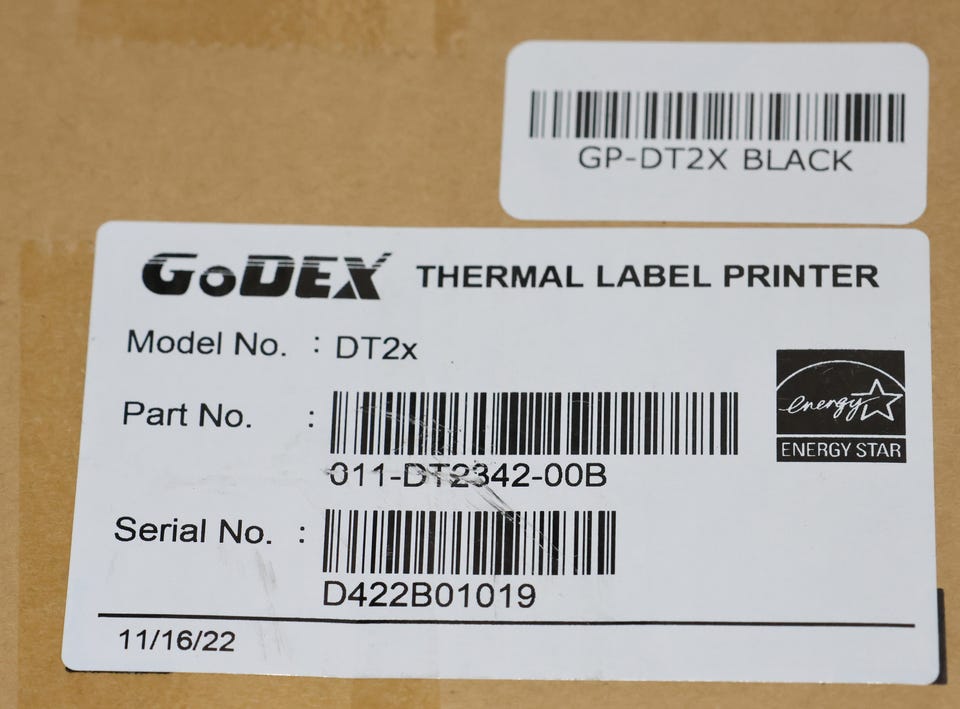 GP-DT2X BLACK
GoDEX THERMAL LABEL PRINTER
Model No. : DT2x
Part No. :
011-DT2342-00B
energy
ENERGY STAR
Serial No. :
D422B01019
11/16/22